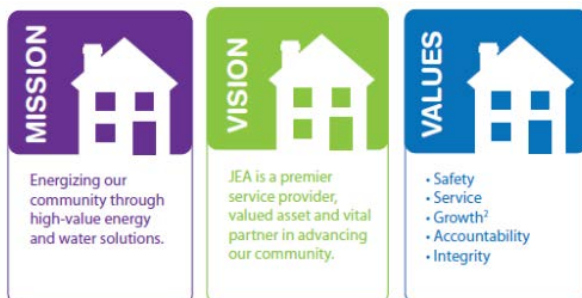 MISSION
Energizing our
community through
high-value energy
and water solutions.
VISION
JEA is a premier
service provider,
valued asset and vital
partner in advancing
our community.
VALUES
• Safety
• Service
• Growth²
• Accountability
• Integrity